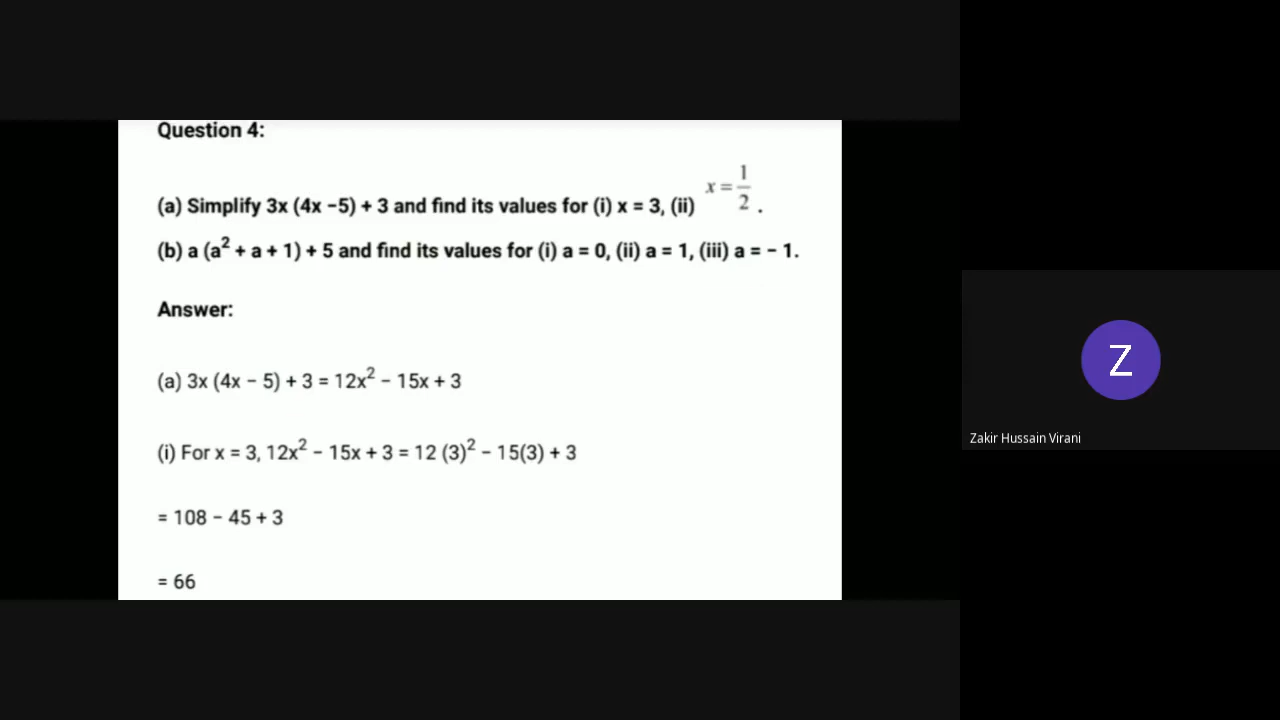 Question 4:
(a) Simplify 3x (4x −5) + 3 and find its values for (i) x = 3, (ii) x = 1/2 .
(b) a (a² + a + 1) + 5 and find its values for (i) a = 0, (ii) a = 1, (iii) a = − 1.
Answer:
(a) 3x (4x − 5) + 3 = 12x² − 15x + 3
(i) For x = 3, 12x² − 15x + 3 = 12 (3)² − 15(3) + 3
= 108 − 45 + 3
= 66
Z
Zakir Hussain Virani